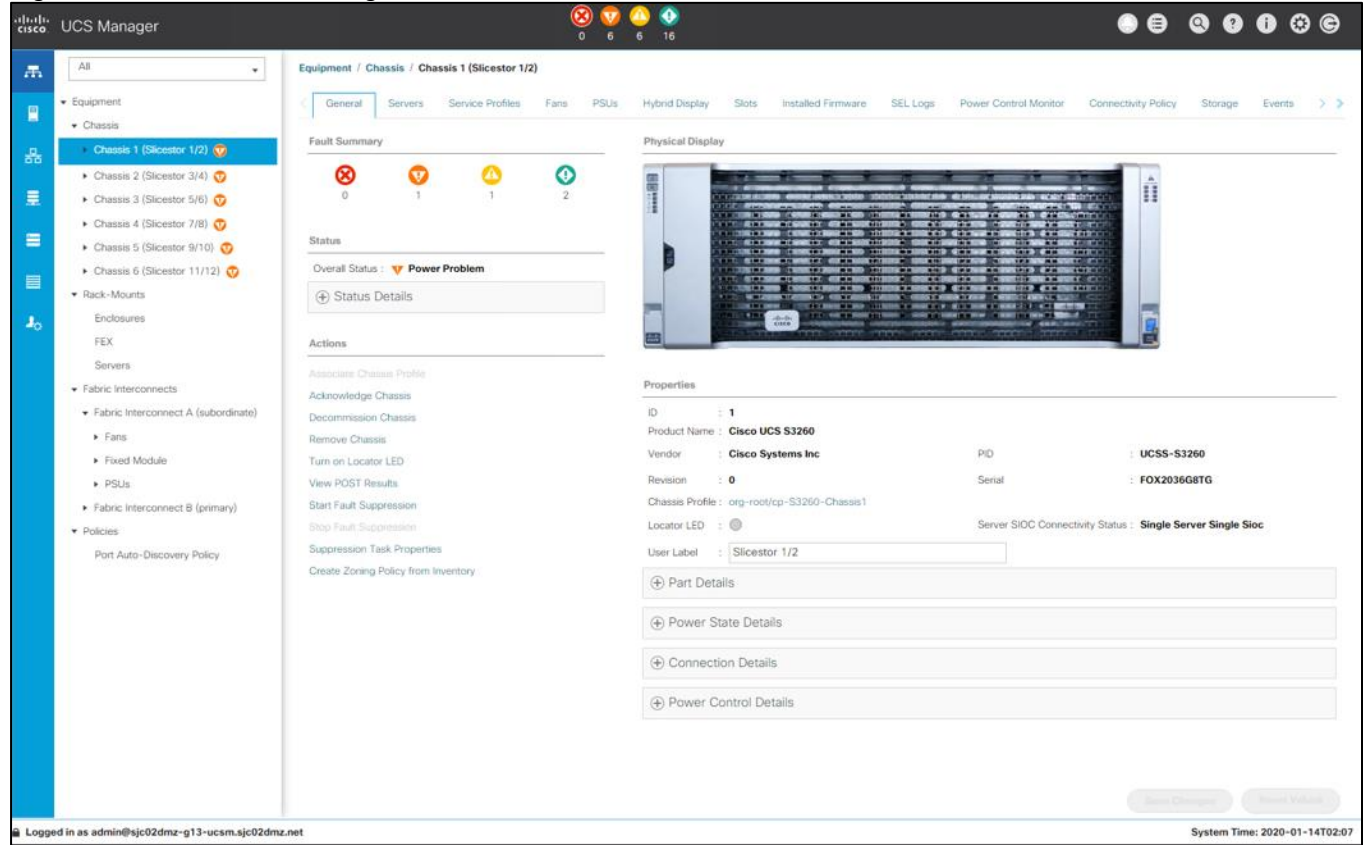 cisco. UCS Manager
0 6 6 16
All
Equipment
Chassis
Chassis 1 (Slicestor 1/2)
Chassis 2 (Slicestor 3/4)
Chassis 3 (Slicestor 5/6)
Chassis 4 (Slicestor 7/8)
Chassis 5 (Slicestor 9/10)
Chassis 6 (Slicestor 11/12)
Rack-Mounts
Enclosures
FEX
Servers
Fabric Interconnects
Fabric Interconnect A (subordinate)
Fans
Fixed Module
PSUs
Fabric Interconnect B (primary)
Policies
Port Auto-Discovery Policy
Equipment / Chassis / Chassis 1 (Slicestor 1/2)
General Servers Service Profiles Fans PSUs Hybrid Display Slots Installed Firmware SEL Logs Power Control Monitor Connectivity Policy Storage Events
Fault Summary
0 1 1 2
Status
Overall Status : Power Problem
Status Details
Actions
Associate Chassis Profile
Acknowledge Chassis
Decommission Chassis
Remove Chassis
Turn on Locator LED
View POST Results
Start Fault Suppression
Stop Fault Suppression
Suppression Task Properties
Create Zoning Policy from Inventory
Physical Display
cisco
Properties
ID : 1
Product Name : Cisco UCS S3260
Vendor : Cisco Systems Inc PID : UCSS-S3260
Revision : 0 Serial : FOX2036G8TG
Chassis Profile : org-root/cp-S3260-Chassis1
Locator LED : Server SIOC Connectivity Status : Single Server Single Sioc
User Label : Slicestor 1/2
Part Details
Power State Details
Connection Details
Power Control Details
Save Changes Reset Values
Logged in as admin@sjc02dmz-g13-ucsm.sjc02dmz.net System Time: 2020-01-14T02:07